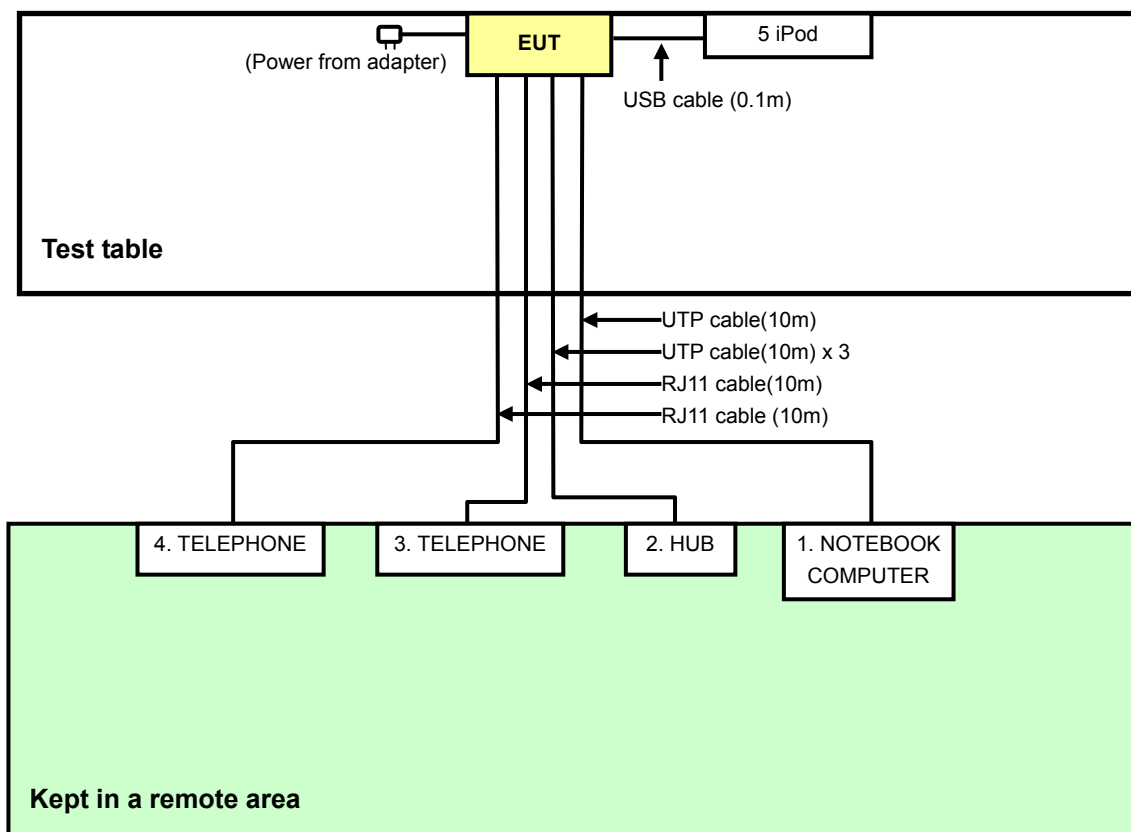 EUT
5 iPod
(Power from adapter)
USB cable (0.1m)
Test table
UTP cable(10m)
UTP cable(10m) x 3
RJ11 cable(10m)
RJ11 cable (10m)
4. TELEPHONE
3. TELEPHONE
2. HUB
1. NOTEBOOK
COMPUTER
Kept in a remote area